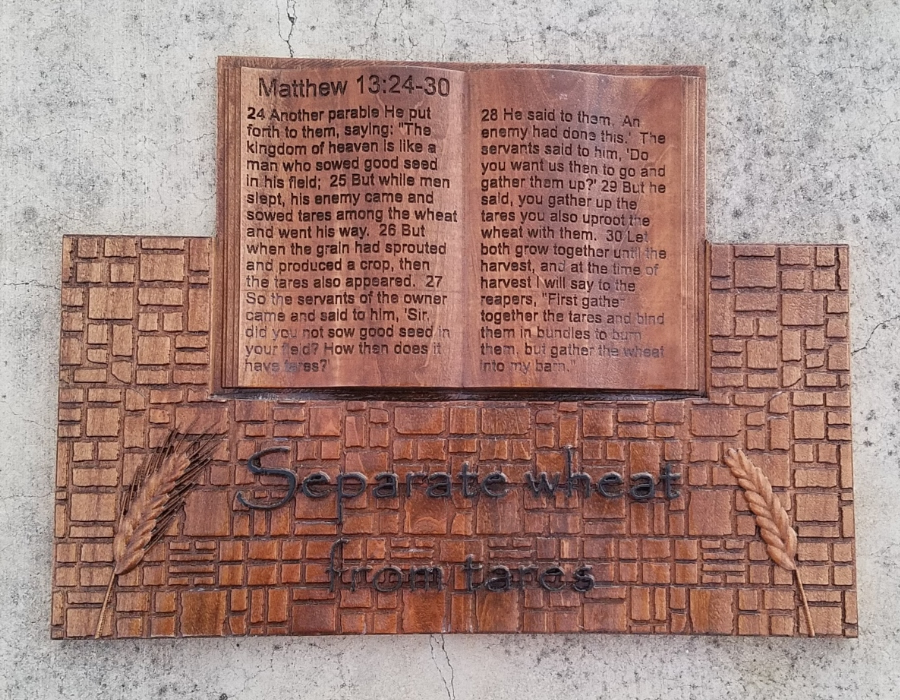 Matthew 13:24-30
24 Another parable He put
forth to them, saying: "The
kingdom of heaven is like a
man who sowed good seed
in his field; 25 But while men
slept, his enemy came and
sowed tares among the wheat
and went his way. 26 But
when the grain had sprouted
and produced a crop, then
the tares also appeared. 27
So the servants of the owner
came and said to him, 'Sir,
did you not sow good seed in
your field? How then does it
have tares?
28 He said to them, An
enemy had done this.' The
servants said to him, 'Do
you want us then to go and
gather them up?' 29 But he
said, you gather up the
tares you also uproot the
wheat with them. 30 Let
both grow together until the
harvest, and at the time of
harvest I will say to the
reapers, "First gather
together the tares and bind
them in bundles to burn
them, but gather the wheat
into my barn."
Separate wheat
from tares